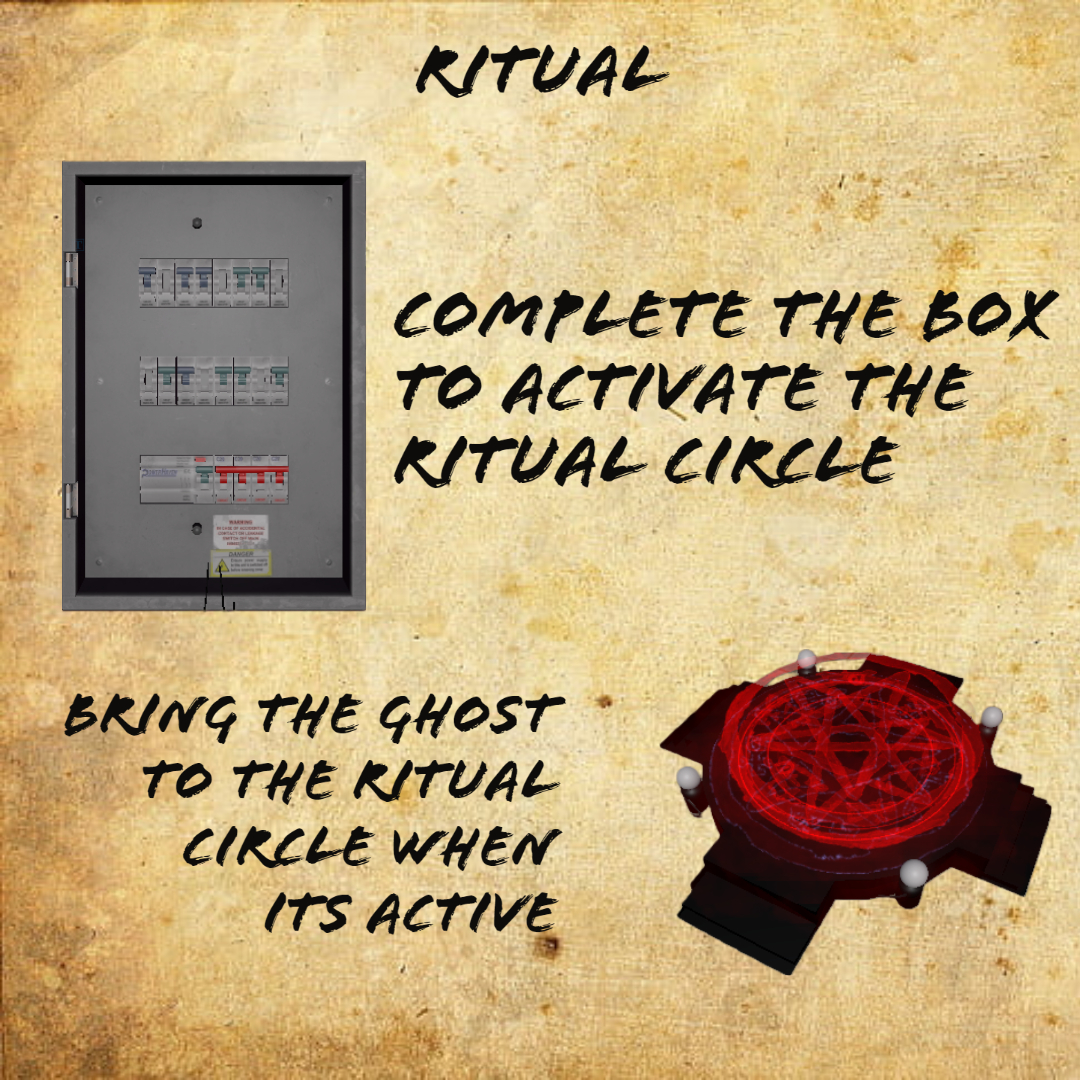 RITUAL
COMPLETE THE BOX
TO ACTIVATE THE
RITUAL CIRCLE
WARNING
DANGER
BRING THE GHOST
TO THE RITUAL
CIRCLE WHEN
ITS ACTIVE